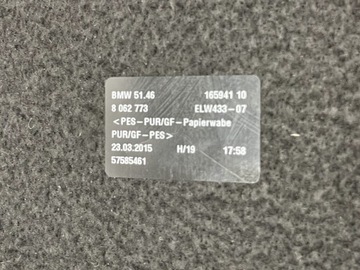 BMW 51.46 165941 10
8 062 773 ELW433-07
<PES-PUR/GF-Papierwabe
PUR/GF-PES>
23.03.2015 H/19 17:58
57585461